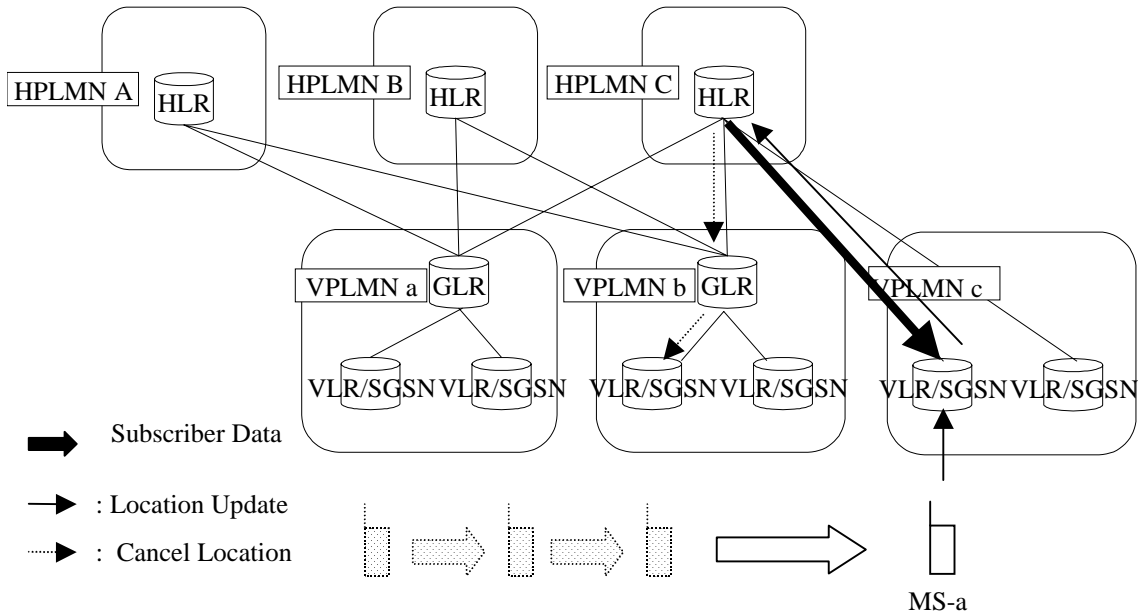 HPLMN A
HLR
HPLMN B
HLR
HPLMN C
HLR
VPLMN a
GLR
VPLMN b
GLR
VPLMN c
VLR/SGSN
VLR/SGSN
VLR/SGSN
VLR/SGSN
VLR/SGSN
VLR/SGSN
Subscriber Data
: Location Update
: Cancel Location
MS-a